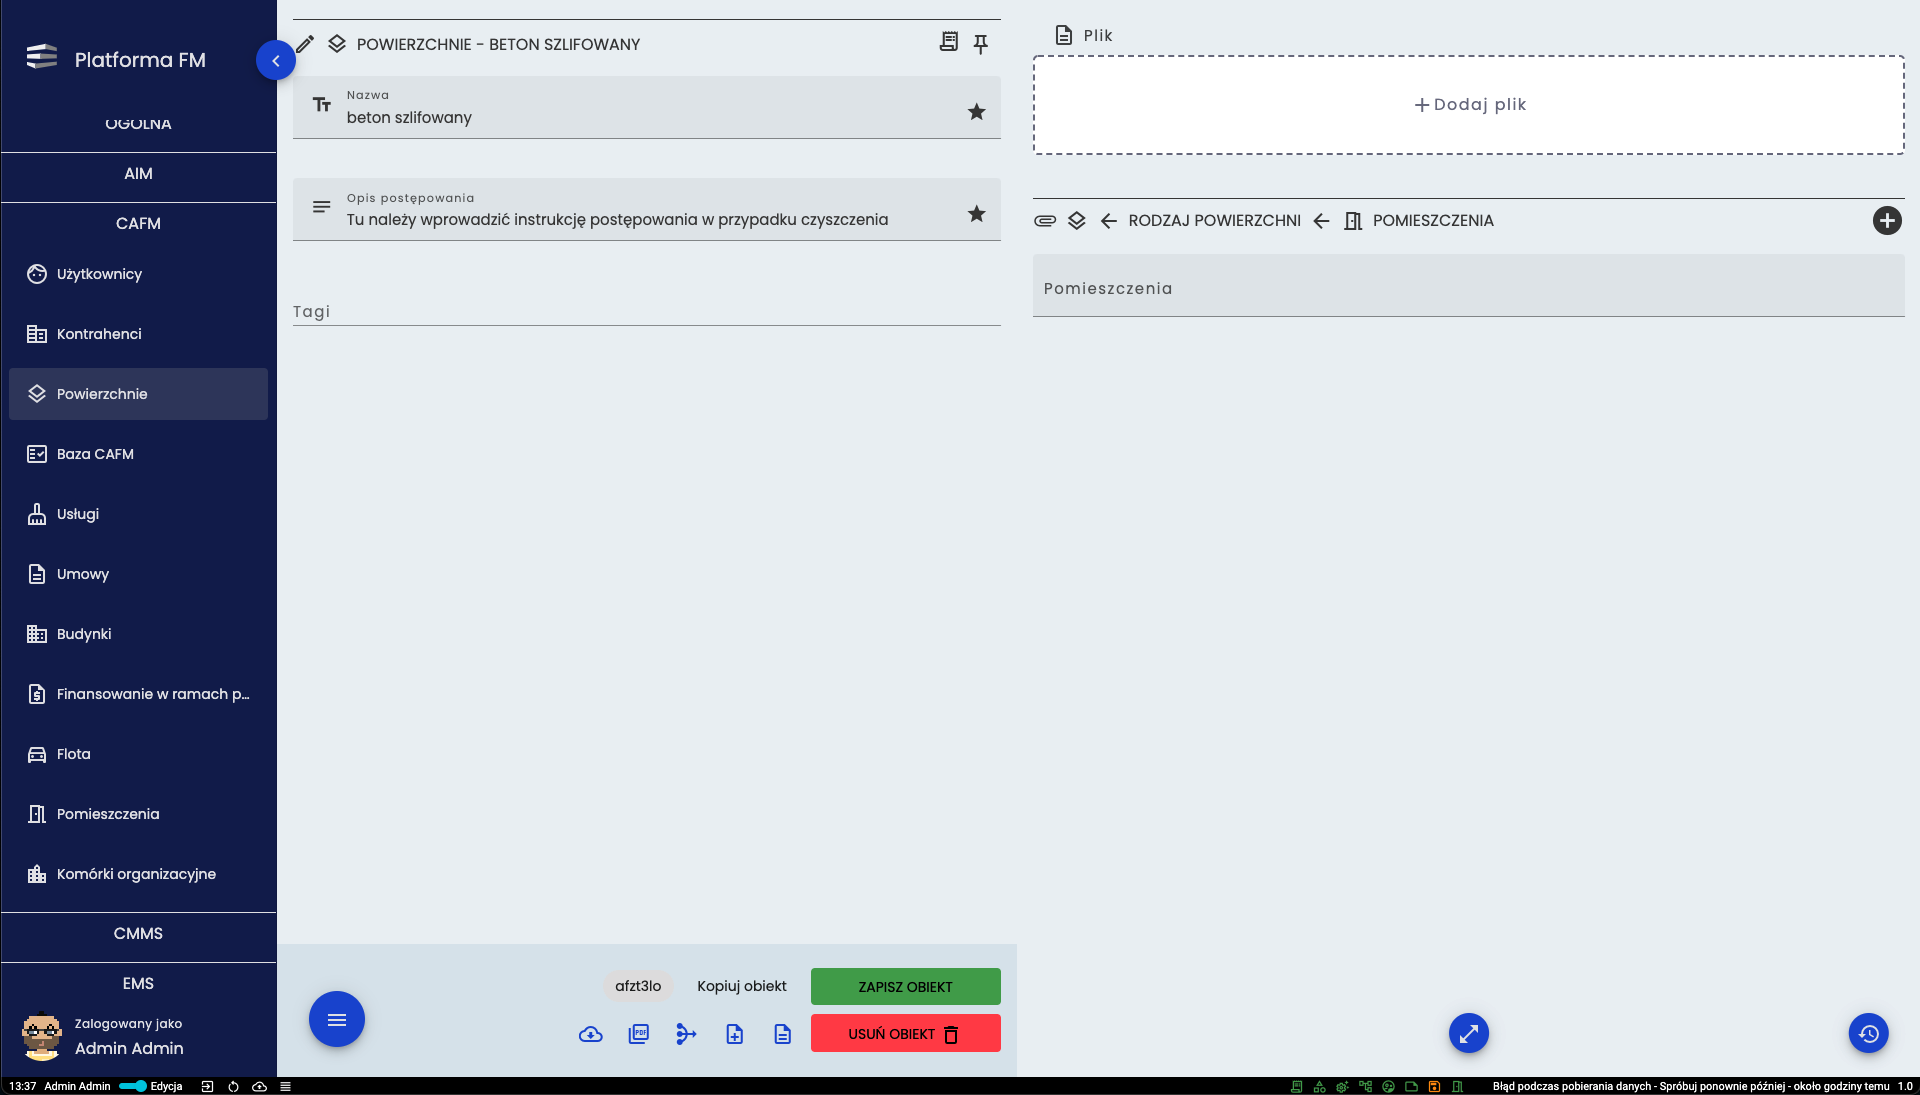 Platforma FM
OGÓLNA
AIM
CAFM
Użytkownicy
Kontrahenci
Powierzchnie
Baza CAFM
Usługi
Umowy
Budynki
Finansowanie w ramach p...
Flota
Pomieszczenia
Komórki organizacyjne
CMMS
EMS
Zalogowany jako
Admin Admin
POWIERZCHNIE - BETON SZLIFOWANY
Nazwa
beton szlifowany
Opis postępowania
Tu należy wprowadzić instrukcję postępowania w przypadku czyszczenia
Tagi
Plik
Dodaj plik
RODZAJ POWIERZCHNI
POMIESZCZENIA
Pomieszczenia
afzt3lo
Kopiuj obiekt
ZAPISZ OBIEKT
PDF
USUŃ OBIEKT
13:37 Admin Admin Edycja
Błąd podczas pobierania danych - Spróbuj ponownie później - około godziny temu 1.0